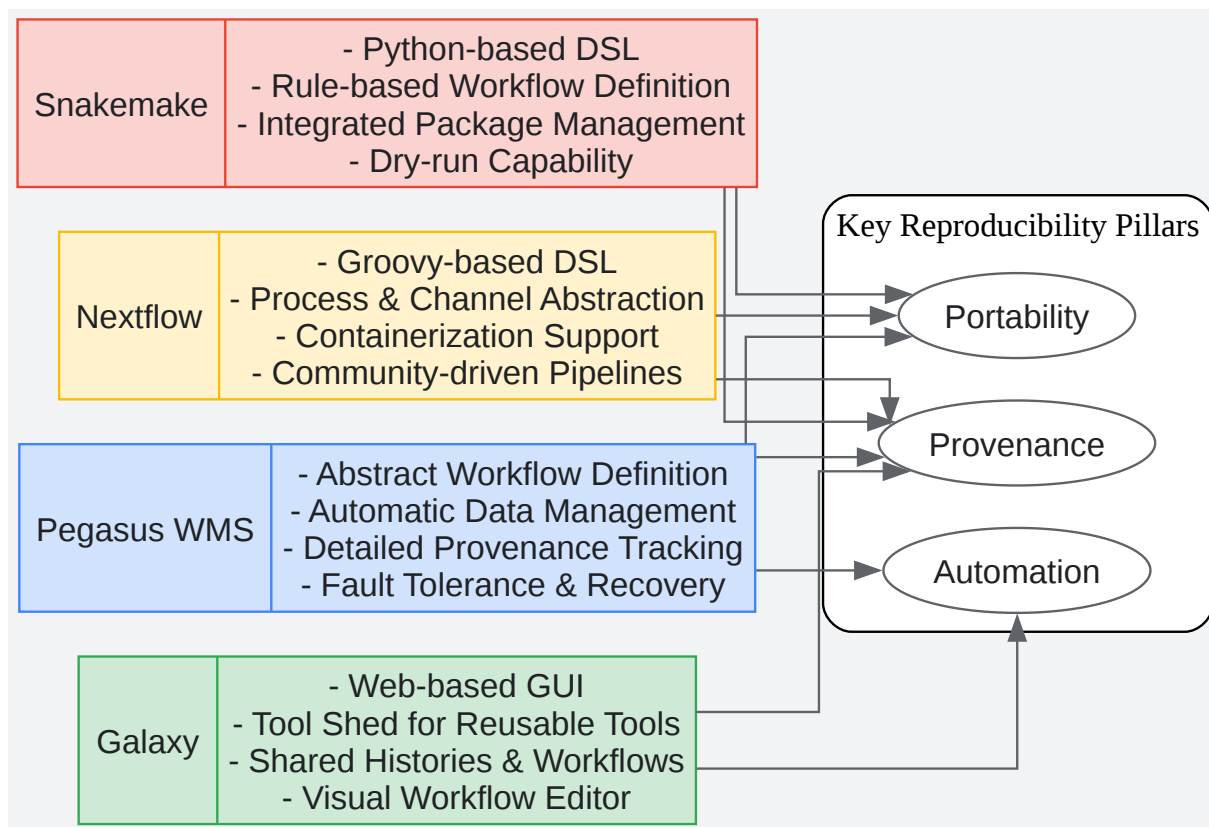 Snakemake
- Python-based DSL
- Rule-based Workflow Definition
- Integrated Package Management
- Dry-run Capability
Nextflow
- Groovy-based DSL
- Process & Channel Abstraction
- Containerization Support
- Community-driven Pipelines
Pegasus WMS
- Abstract Workflow Definition
- Automatic Data Management
- Detailed Provenance Tracking
- Fault Tolerance & Recovery
Galaxy
- Web-based GUI
- Tool Shed for Reusable Tools
- Shared Histories & Workflows
- Visual Workflow Editor
Key Reproducibility Pillars
Portability
Provenance
Automation